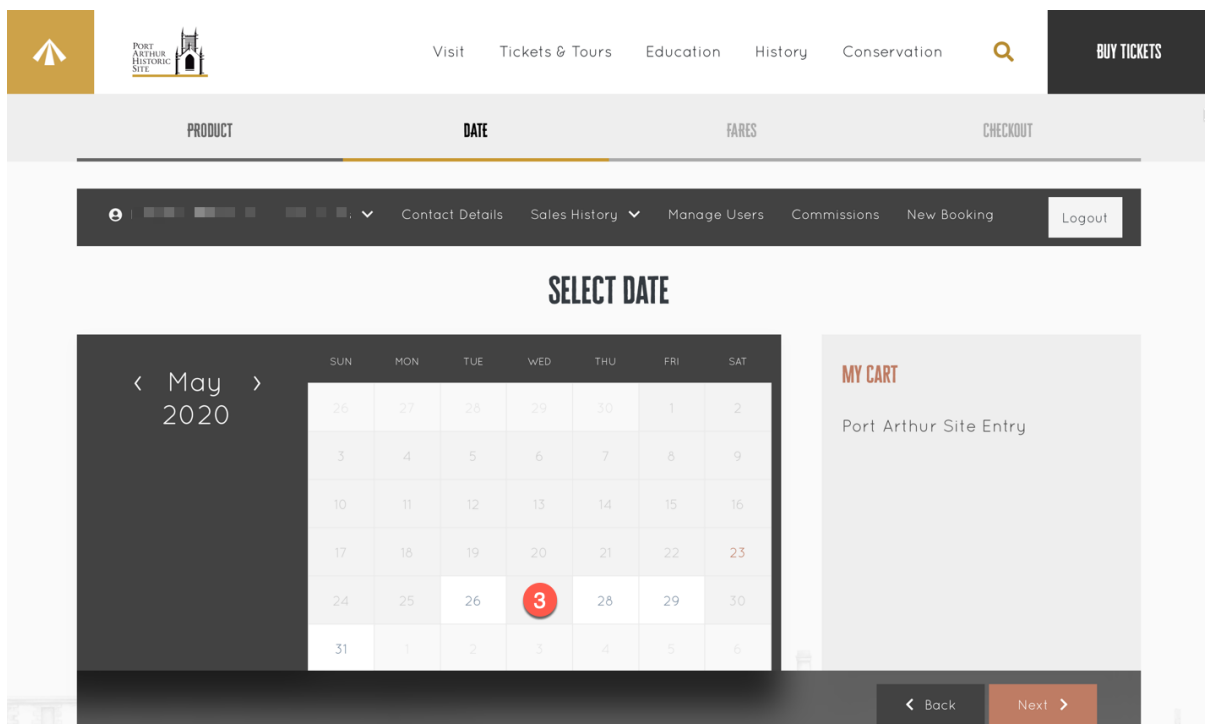 PORT
ARTHUR
HISTORIC
SITE
Visit Tickets & Tours Education History Conservation
BUY TICKETS
PRODUCT DATE FARES CHECKOUT
Contact Details Sales History Manage Users Commissions New Booking Logout
SELECT DATE
May
2020
SUN MON TUE WED THU FRI SAT
26 27 28 29 30 1 2
3 4 5 6 7 8 9
10 11 12 13 14 15 16
17 18 19 20 21 22 23
24 25 26 3 28 29 30
31 1 2 3 4 5 6
MY CART
Port Arthur Site Entry
Back Next